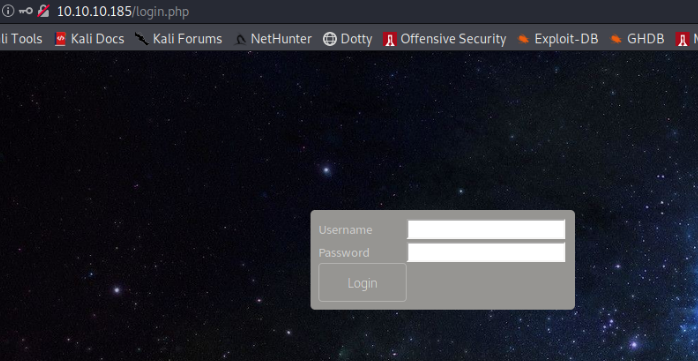 10.10.10.185/login.php
li Tools Kali Docs Kali Forums NetHunter Dotty Offensive Security Exploit-DB GHDB
Username
Password
Login